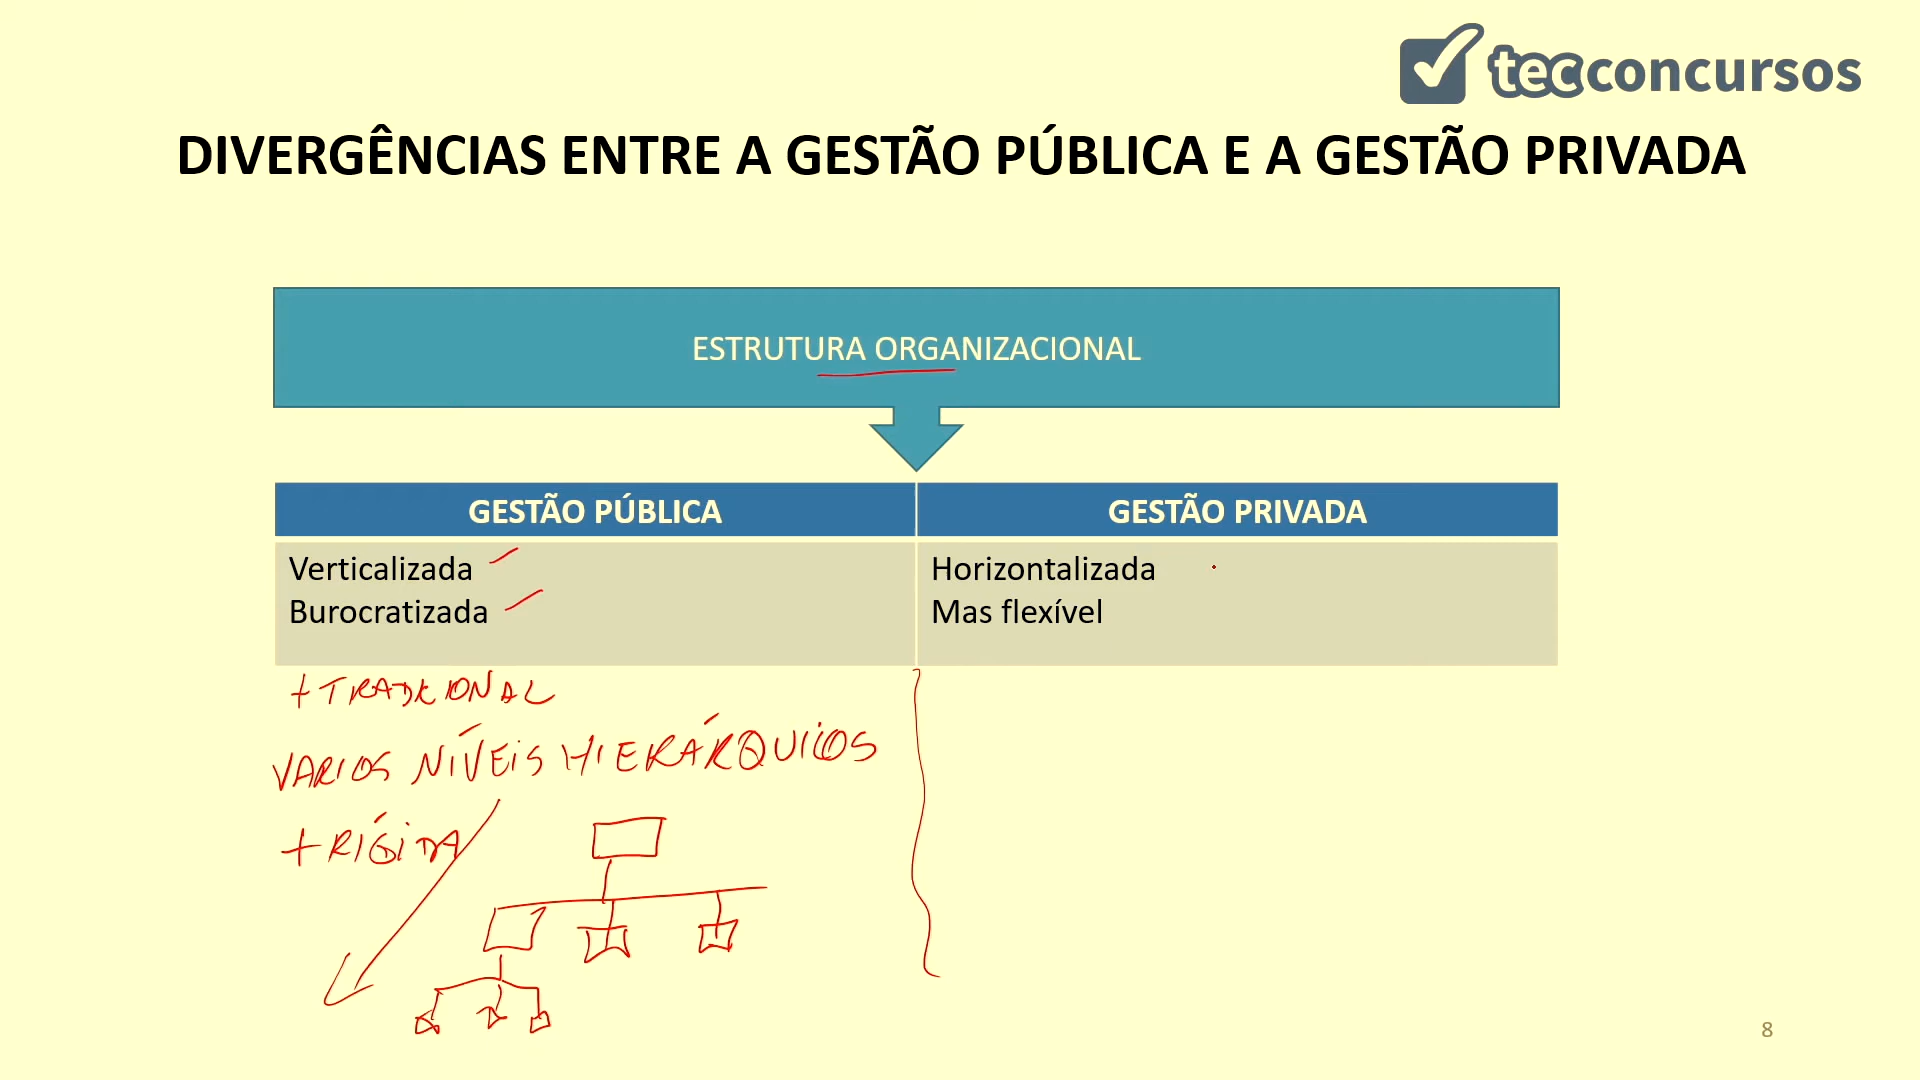 tecconcursos
DIVERGÊNCIAS ENTRE A GESTÃO PÚBLICA E A GESTÃO PRIVADA
ESTRUTURA ORGANIZACIONAL
GESTÃO PÚBLICA
Verticalizada
Burocratizada
GESTÃO PRIVADA
Horizontalizada
Mas flexível
+ TRADICIONAL
VARIOS NÍVEIS HIERÁRQUICOS
+ RÍGIDA
8